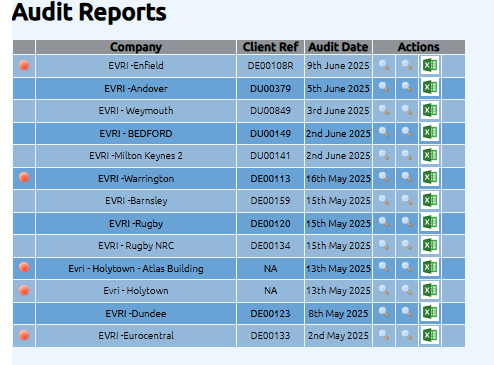 Audit Reports
Company Client Ref Audit Date Actions
EVRI -Enfield DE00108R 9th June 2025
EVRI -Andover DU00379 5th June 2025
EVRI - Weymouth DU00849 3rd June 2025
EVRI - BEDFORD DU00149 2nd June 2025
EVRI -Milton Keynes 2 DU00141 2nd June 2025
EVRI -Warrington DE00113 16th May 2025
EVRI -Barnsley DE00159 15th May 2025
EVRI -Rugby DE00120 15th May 2025
EVRI - Rugby NRC DE00134 15th May 2025
Evri - Holytown - Atlas Building NA 13th May 2025
Evri - Holytown NA 13th May 2025
EVRI -Dundee DE00123 8th May 2025
EVRI -Eurocentral DE00133 2nd May 2025